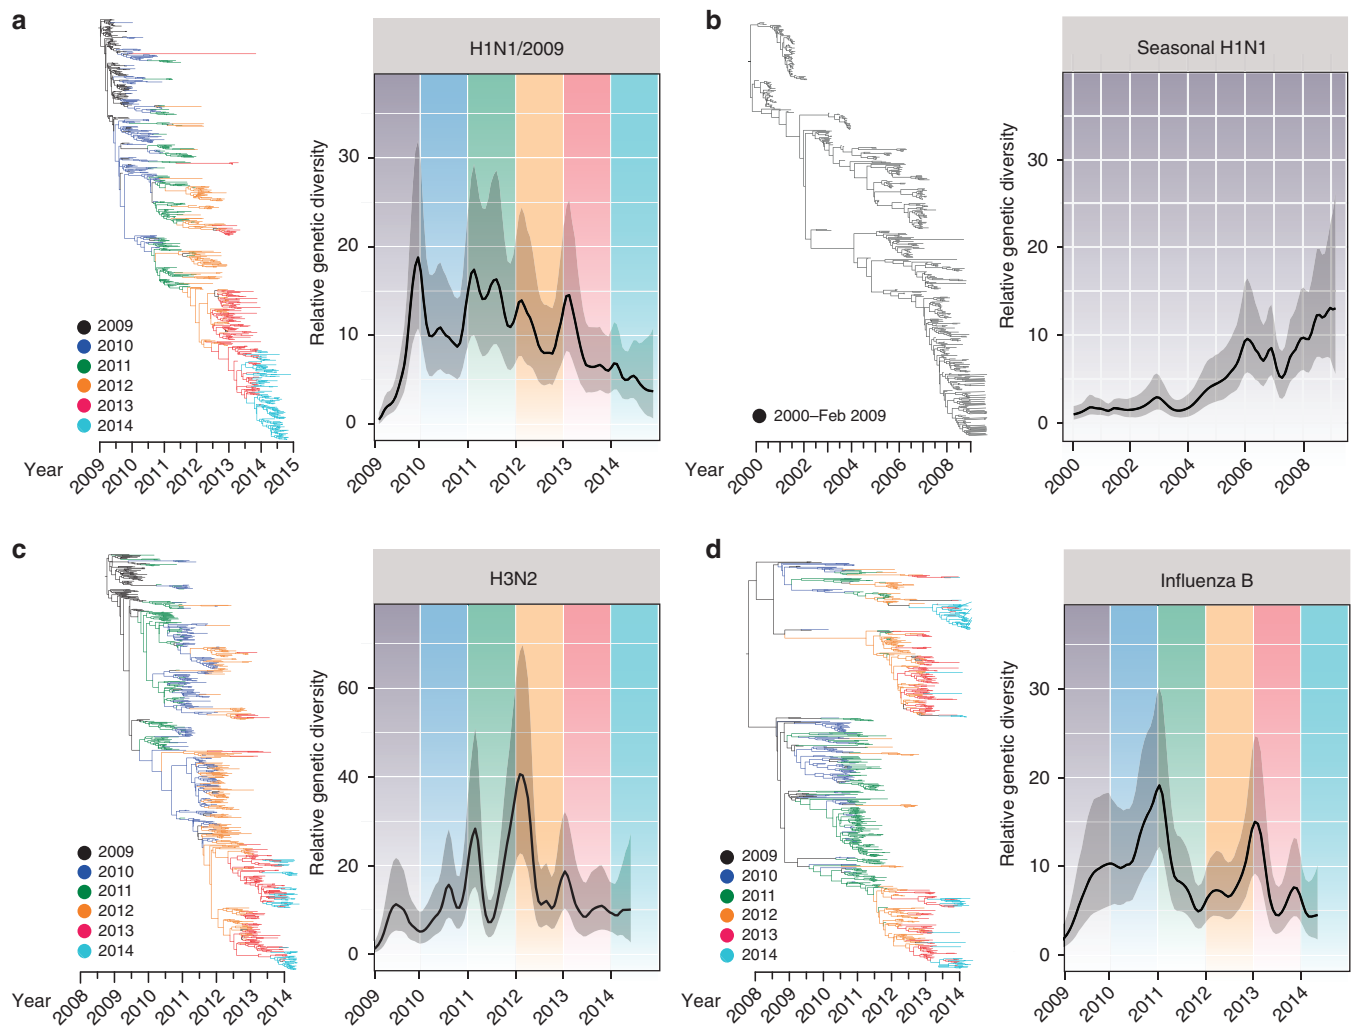 a
H1N1/2009
Relative genetic diversity
30
20
10
0
2009
2010
2011
2012
2013
2014
Year
2009 2010 2011 2012 2013 2014 2015
2009 2010 2011 2012 2013 2014
b
Seasonal H1N1
Relative genetic diversity
30
20
10
0
2000–Feb 2009
Year
2000 2002 2004 2006 2008
2000 2002 2004 2006 2008
c
H3N2
Relative genetic diversity
60
40
20
0
2009
2010
2011
2012
2013
2014
Year
2008 2009 2010 2011 2012 2013 2014
2009 2010 2011 2012 2013 2014
d
Influenza B
Relative genetic diversity
30
20
10
0
2009
2010
2011
2012
2013
2014
Year
2008 2009 2010 2011 2012 2013 2014
2009 2010 2011 2012 2013 2014